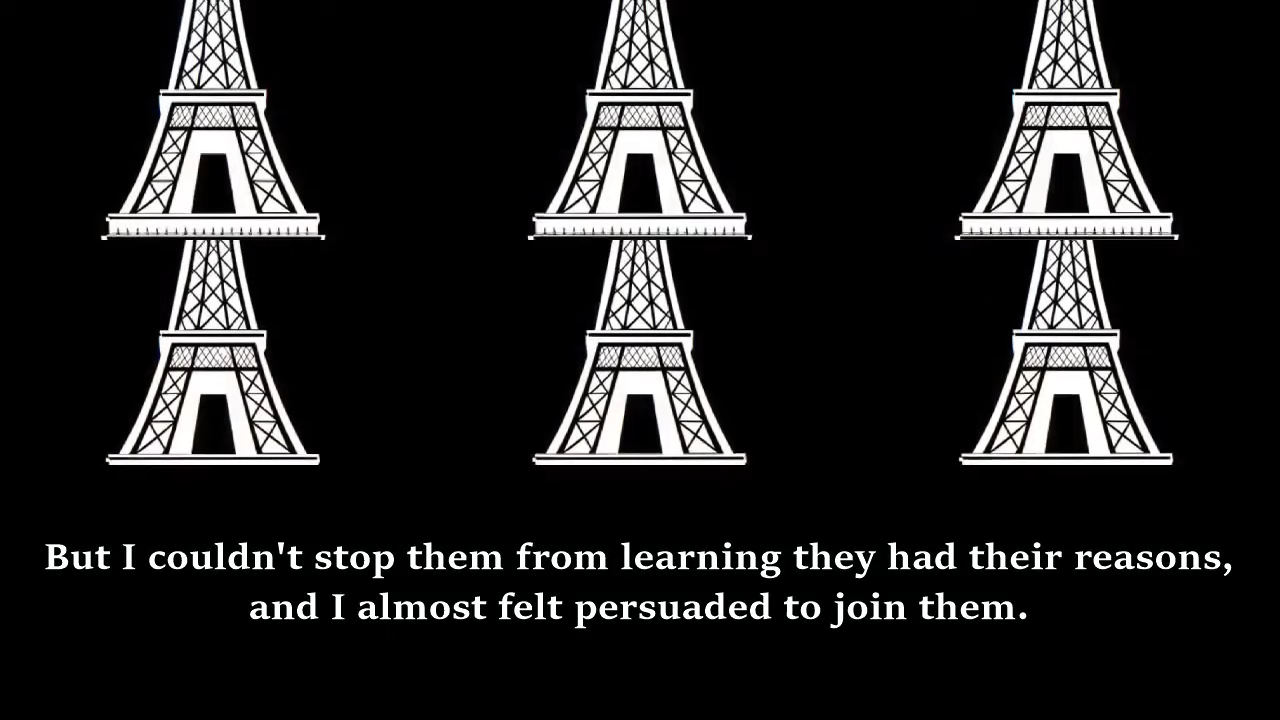 But I couldn't stop them from learning they had their reasons,
and I almost felt persuaded to join them.